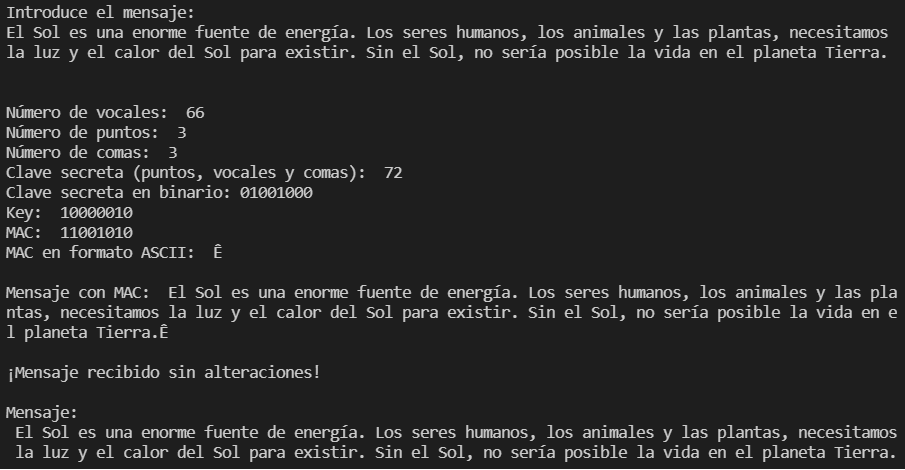 Introduce el mensaje:
El Sol es una enorme fuente de energía. Los seres humanos, los animales y las plantas, necesitamos
la luz y el calor del Sol para existir. Sin el Sol, no sería posible la vida en el planeta Tierra.
Número de vocales:  66
Número de puntos:  3
Número de comas:  3
Clave secreta (puntos, vocales y comas):  72
Clave secreta en binario: 01001000
Key:  10000010
MAC:  11001010
MAC en formato ASCII:  Ê
Mensaje con MAC:  El Sol es una enorme fuente de energía. Los seres humanos, los animales y las pla
ntas, necesitamos la luz y el calor del Sol para existir. Sin el Sol, no sería posible la vida en e
l planeta Tierra.Ê
¡Mensaje recibido sin alteraciones!
Mensaje:
El Sol es una enorme fuente de energía. Los seres humanos, los animales y las plantas, necesitamos
la luz y el calor del Sol para existir. Sin el Sol, no sería posible la vida en el planeta Tierra.